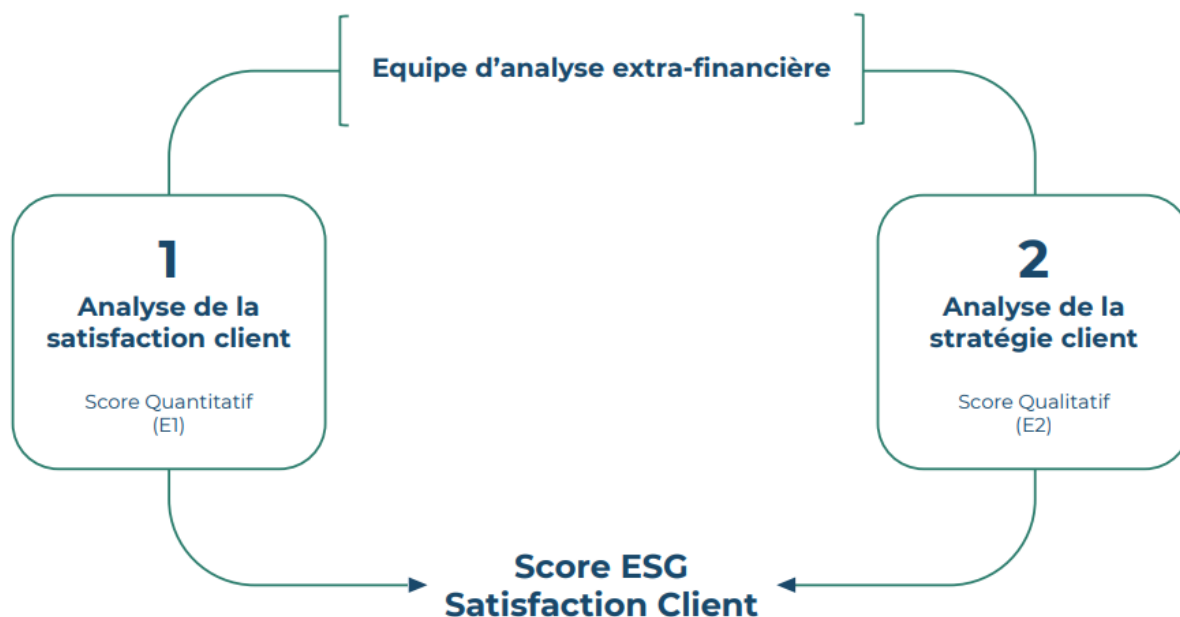 Equipe d'analyse extra-financière
1
Analyse de la
satisfaction client
Score Quantitatif
(E1)
2
Analyse de la
stratégie client
Score Qualitatif
(E2)
Score ESG
Satisfaction Client